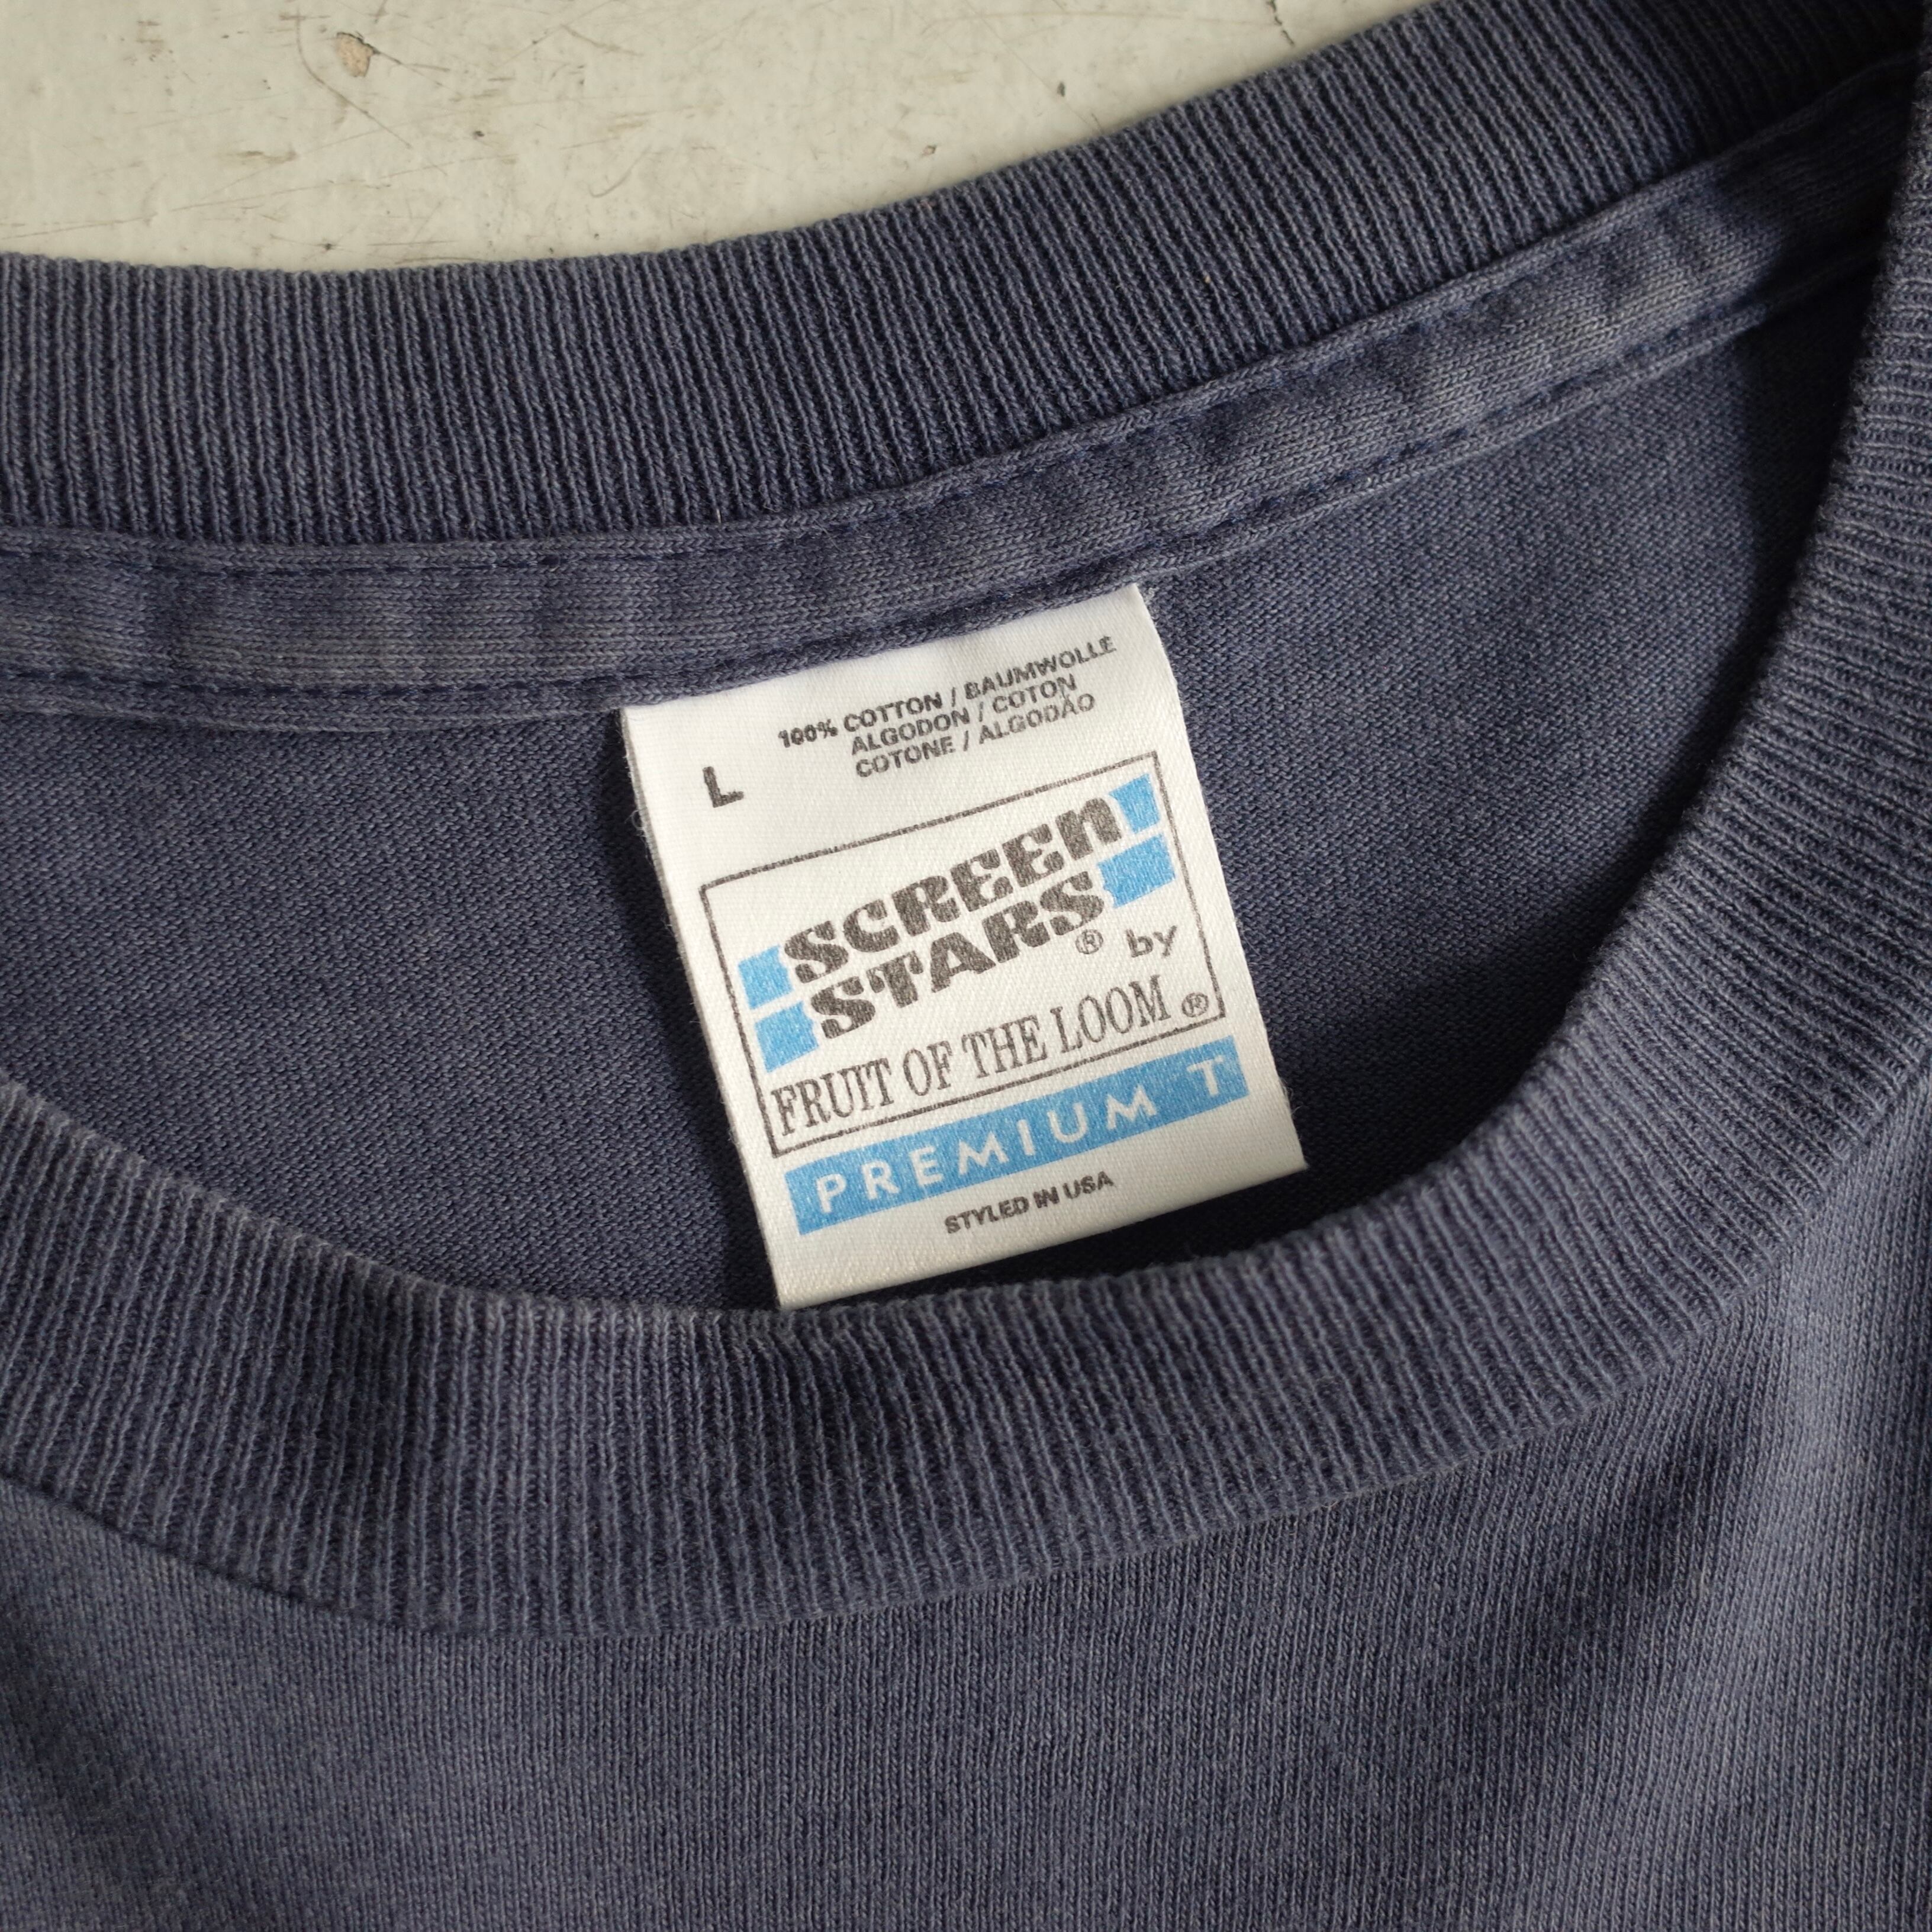 100% COTTON / BAUMWOLLE
ALGODON / COTON
COTONE / ALGODÃO
L
SCREEN
STARS® by
FRUIT OF THE LOOM®
PREMIUM T
STYLED IN USA